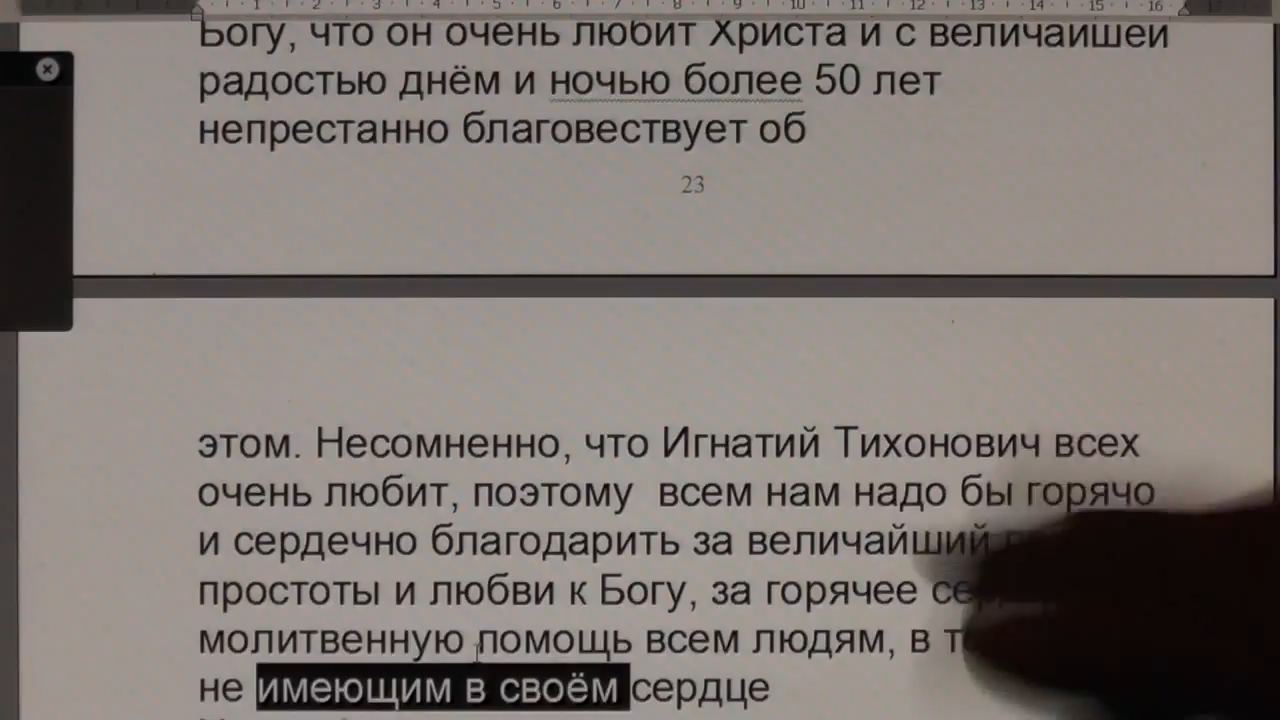 Богу, что он очень любит Христа и с величайшей
радостью днём и ночью более 50 лет
непрестанно благовествует об
23
этом. Несомненно, что Игнатий Тихонович всех
очень любит, поэтому всем нам надо бы горячо
и сердечно благодарить за величайший
простоты и любви к Богу, за горячее
молитвенную помощь всем людям, в
не имеющим в своём сердце